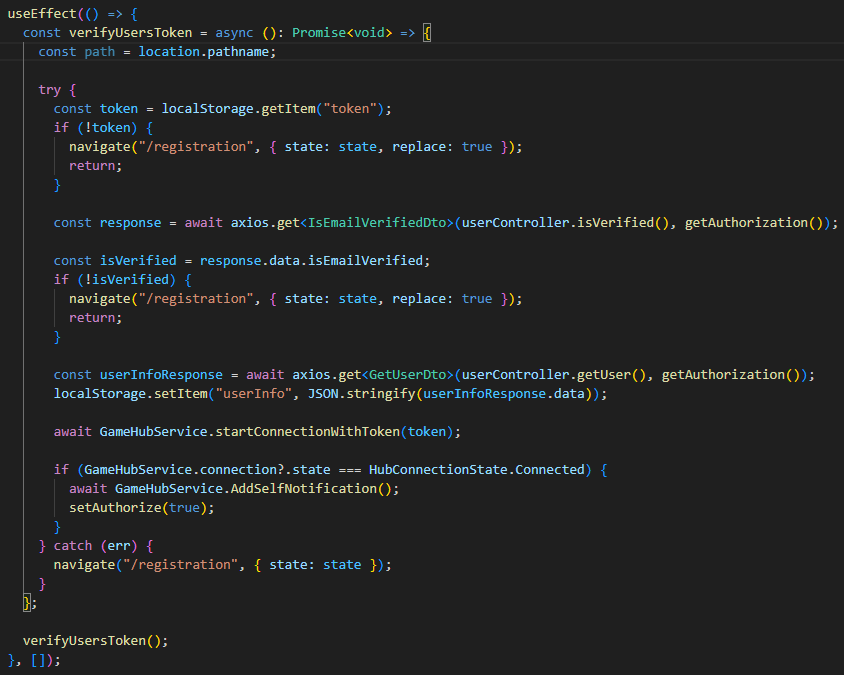 useEffect(() => {
const verifyUsersToken = async (): Promise<void> => {
const path = location.pathname;
try {
const token = localStorage.getItem("token");
if (!token) {
navigate("/registration", { state: state, replace: true });
return;
}
const response = await axios.get<IsEmailVerifiedDto>(userController.isVerified(), getAuthorization());
const isVerified = response.data.isEmailVerified;
if (!isVerified) {
navigate("/registration", { state: state, replace: true });
return;
}
const userInfoResponse = await axios.get<GetUserDto>(userController.getUser(), getAuthorization());
localStorage.setItem("userInfo", JSON.stringify(userInfoResponse.data));
await GameHubService.startConnectionWithToken(token);
if (GameHubService.connection?.state === HubConnectionState.Connected) {
await GameHubService.AddSelfNotification();
setAuthorize(true);
}
} catch (err) {
navigate("/registration", { state: state });
}
};
verifyUsersToken();
}, []);